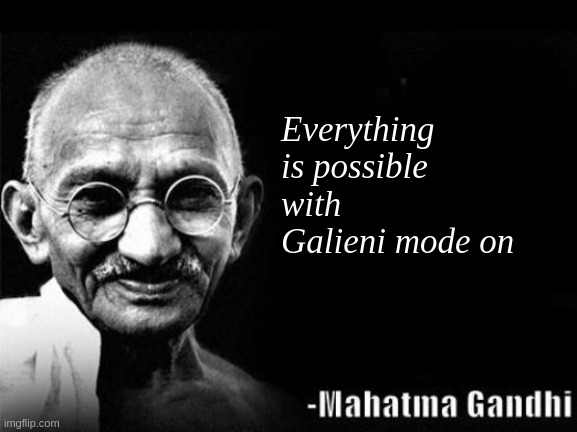 Everything
is possible
with
Galieni mode on
-Mahatma Gandhi
imgflip.com